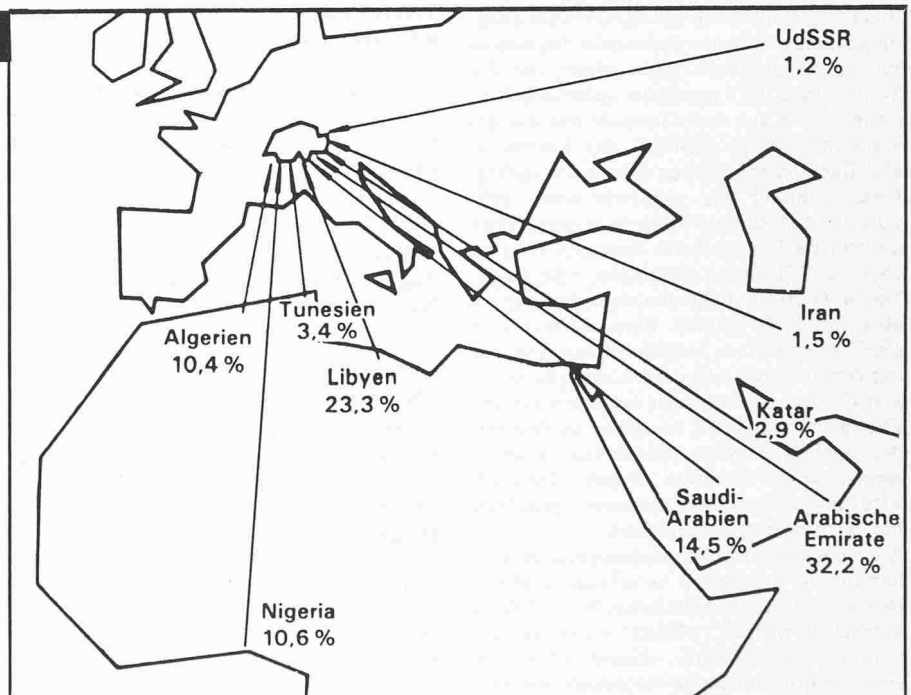 UdSSR
1,2 %
Iran
1,5 %
Tunesien
3,4 %
Algerien
10,4 %
Libyen
23,3 %
Katar
2,9 %
Saudi-
Arabien
14,5 %
Arabische
Emirate
32,2 %
Nigeria
10,6 %